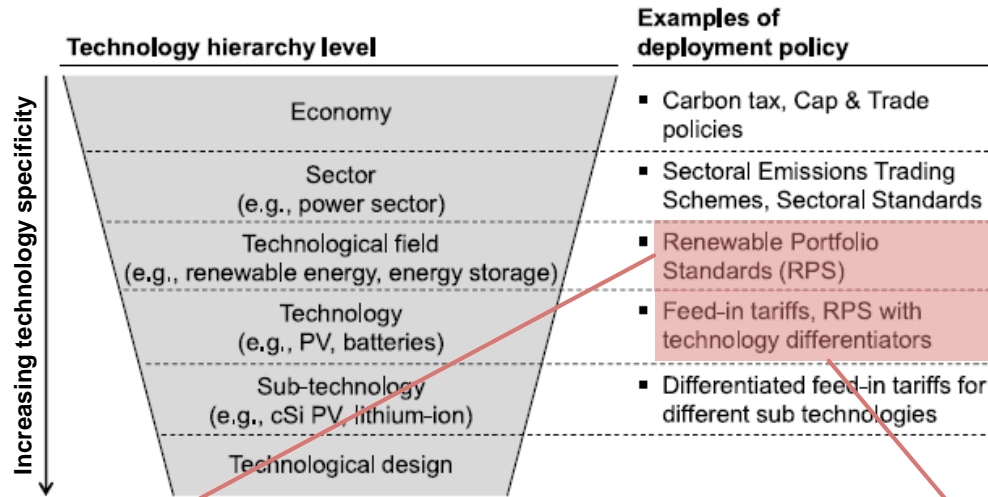 Technology hierarchy level
Examples of
deployment policy
Increasing technology specificity
Economy
▪ Carbon tax, Cap & Trade
policies
Sector
(e.g., power sector)
▪ Sectoral Emissions Trading
Schemes, Sectoral Standards
Technological field
(e.g., renewable energy, energy storage)
▪ Renewable Portfolio
Standards (RPS)
Technology
(e.g., PV, batteries)
▪ Feed-in tariffs, RPS with
technology differentiators
Sub-technology
(e.g., cSi PV, lithium-ion)
▪ Differentiated feed-in tariffs for
different sub technologies
Technological design